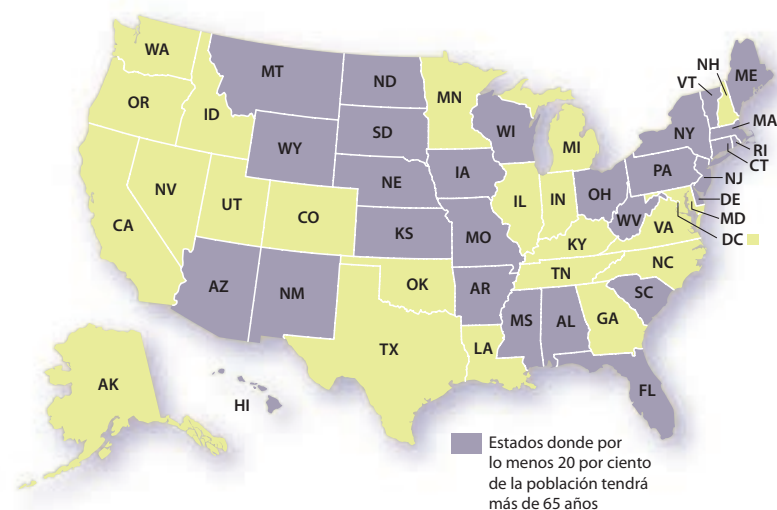 WA
MT
ND
MN
NH
VT
ME
OR
ID
SD
WI
MI
NY
MA
RI
CT
WY
NE
IA
PA
NJ
NV
UT
CO
IL
IN
OH
WV
DE
MD
DC
CA
KS
MO
KY
VA
NC
AZ
NM
OK
AR
TN
SC
TX
LA
MS
AL
GA
FL
AK
HI
Estados donde por
lo menos 20 por ciento
de la población tendrá
más de 65 años